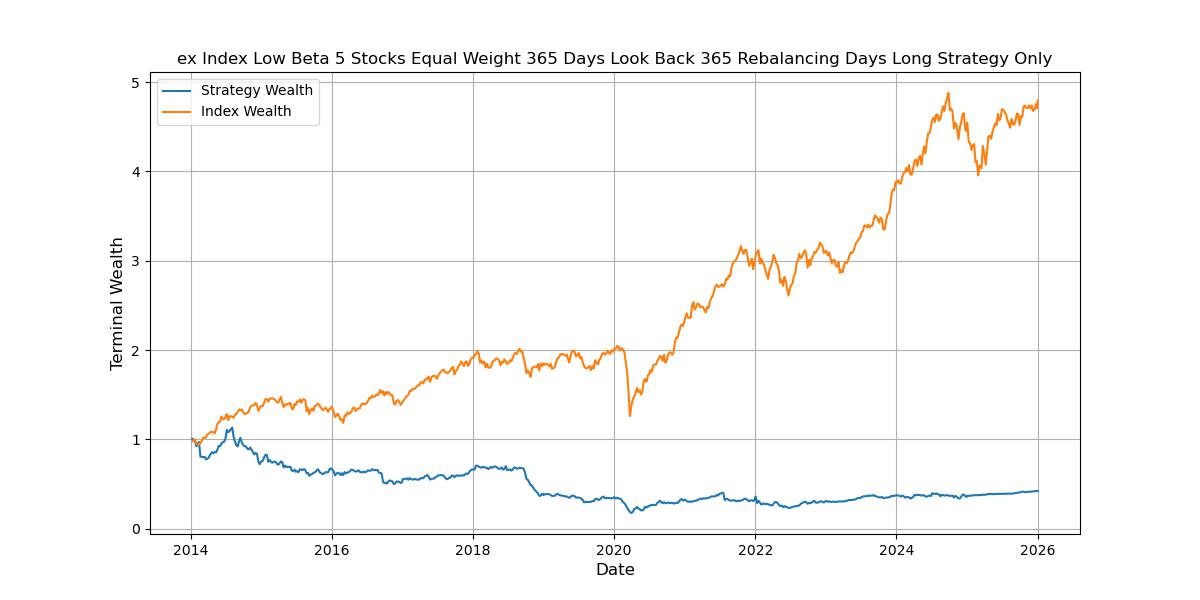 ex Index Low Beta 5 Stocks Equal Weight 365 Days Look Back 365 Rebalancing Days Long Strategy Only
Strategy Wealth
Index Wealth
Terminal Wealth
5
4
3
2
1
0
2014 2016 2018 2020 2022 2024 2026
Date